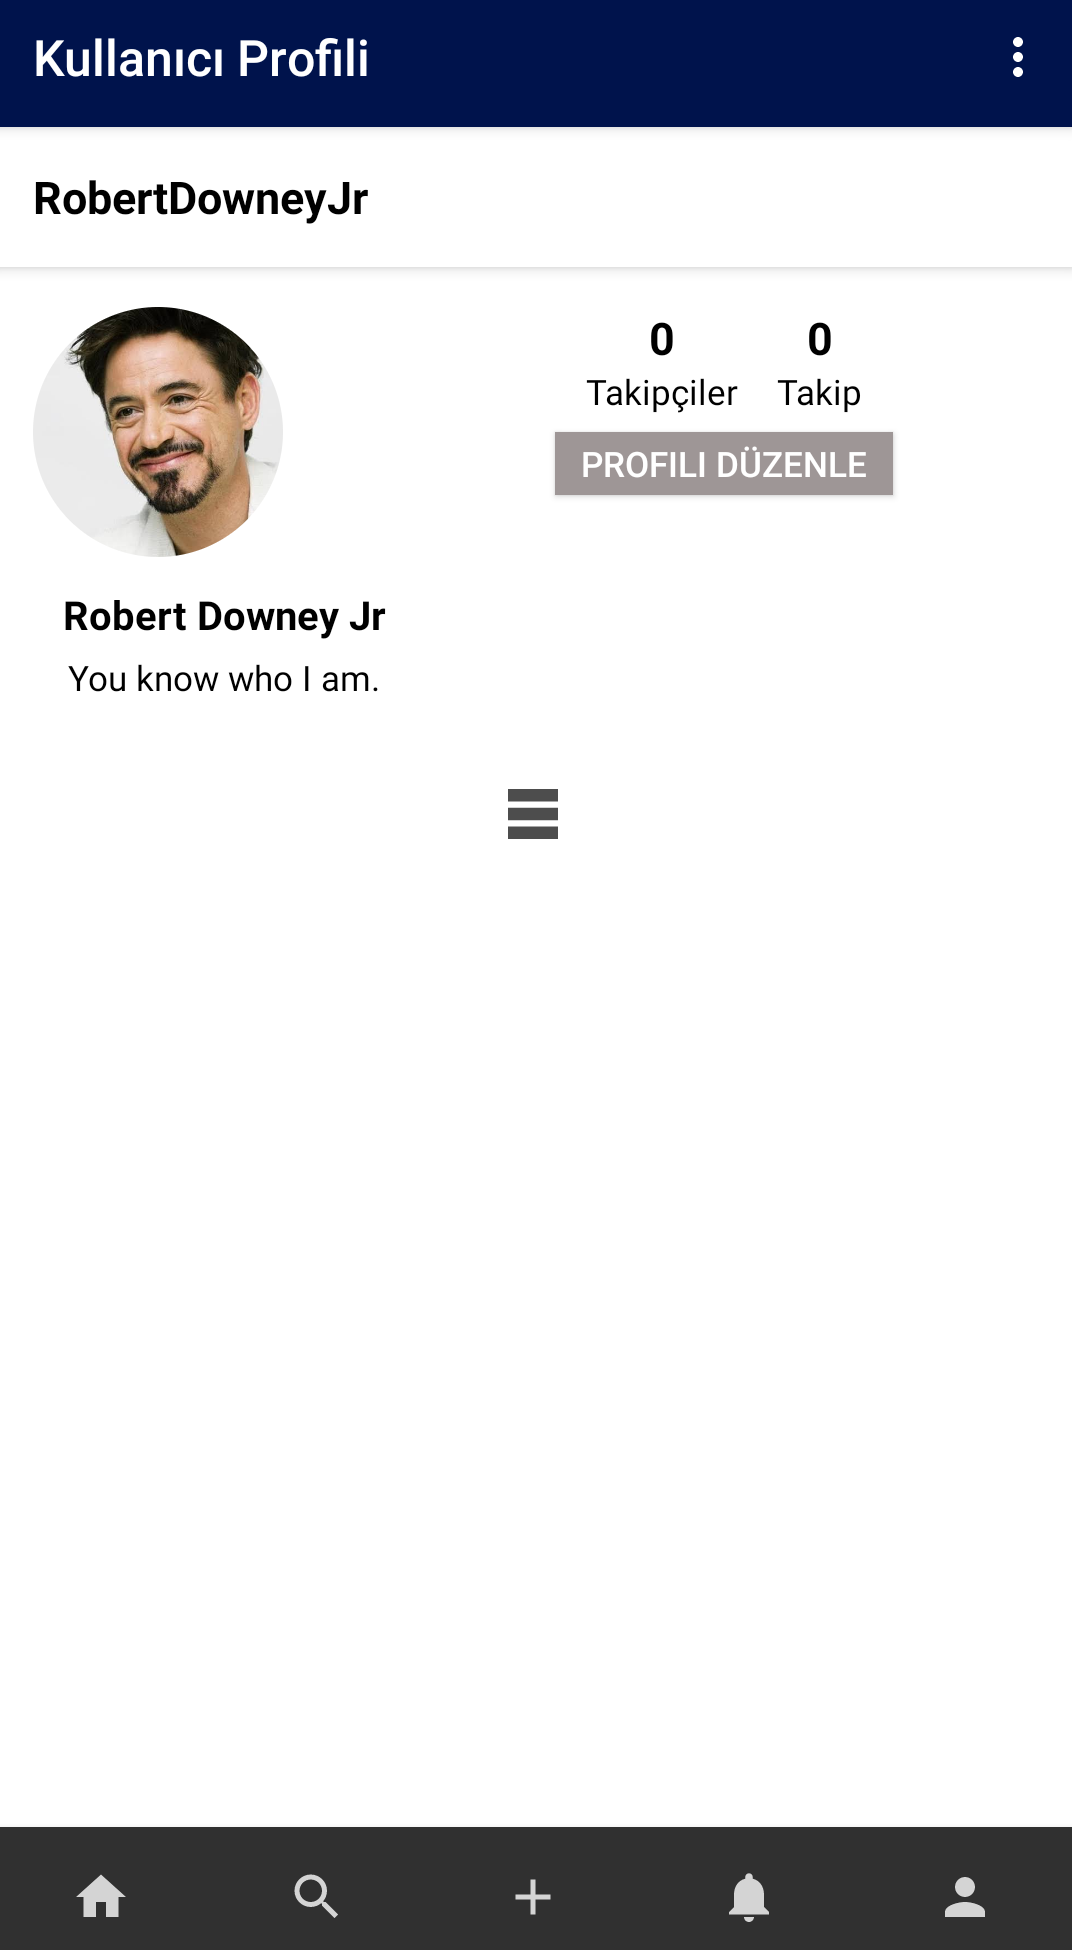 Kullanıcı Profili
RobertDowneyJr
0 0
Takipçiler Takip
PROFILI DÜZENLE
Robert Downey Jr
You know who I am.